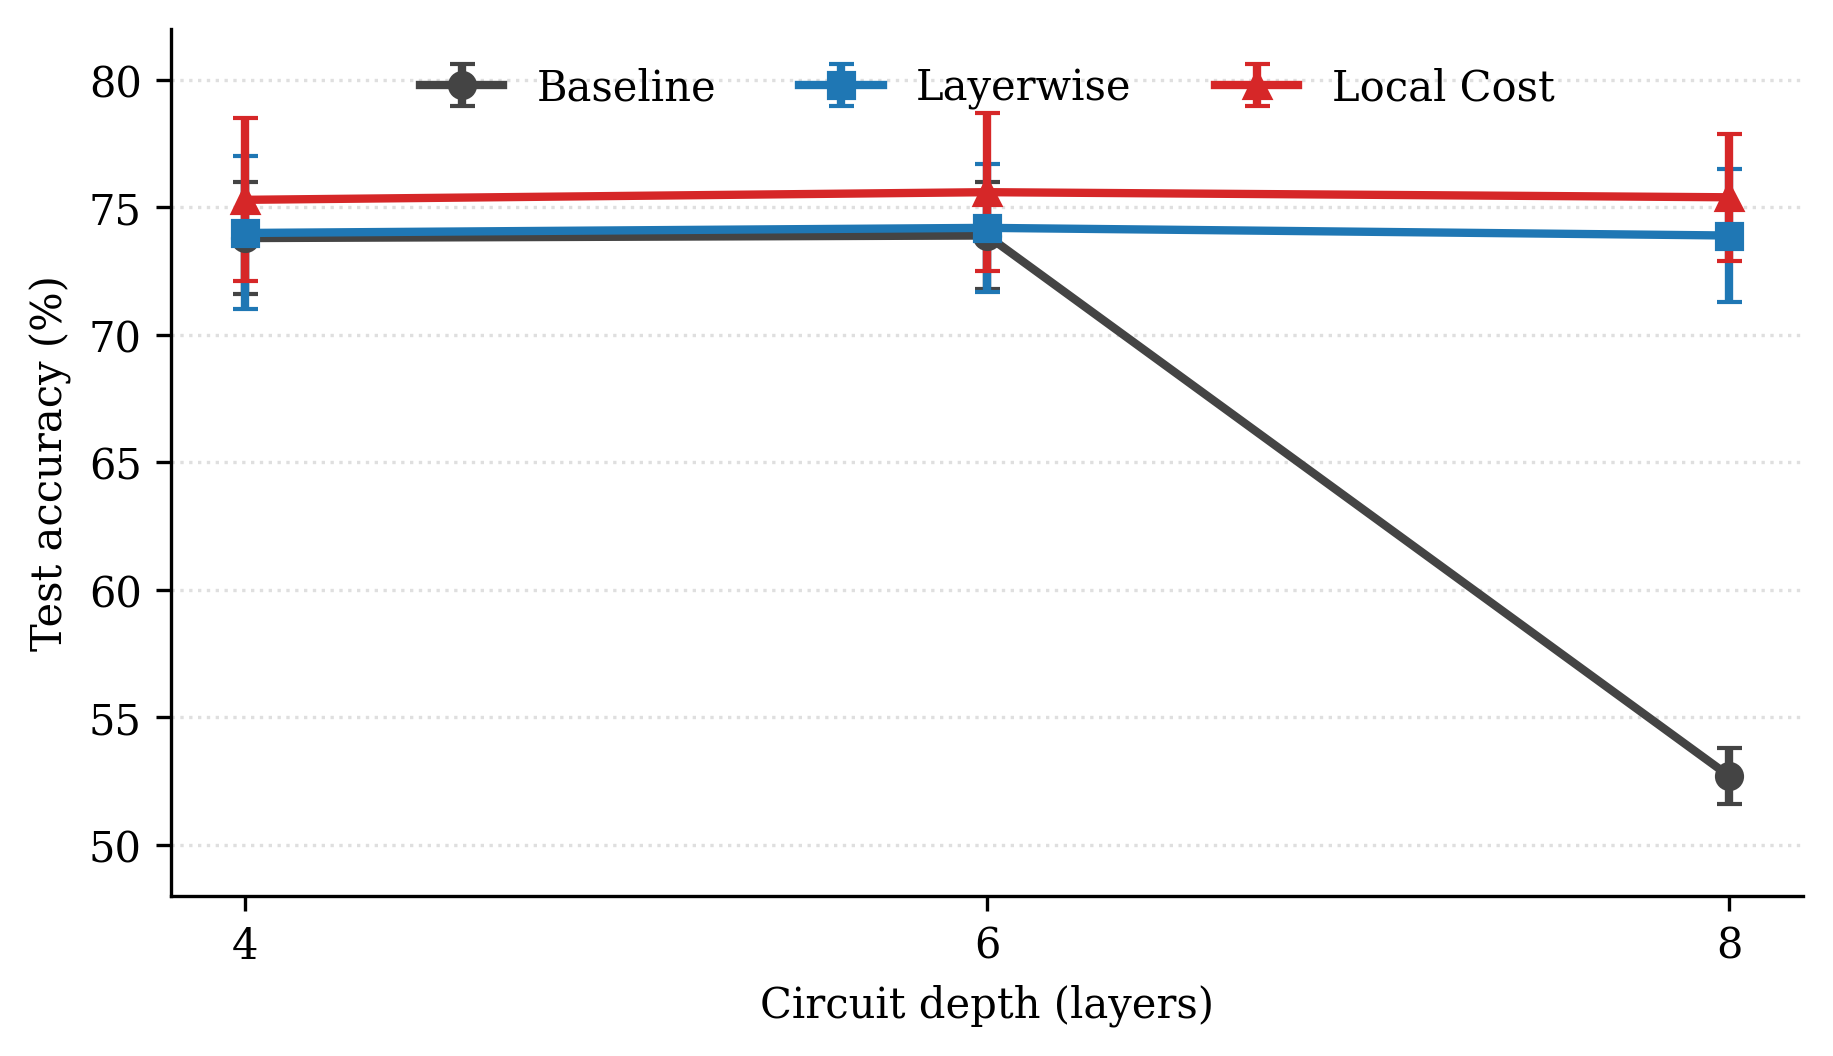 Baseline Layerwise Local Cost
Test accuracy (%)
80
75
70
65
60
55
50
4 6 8
Circuit depth (layers)